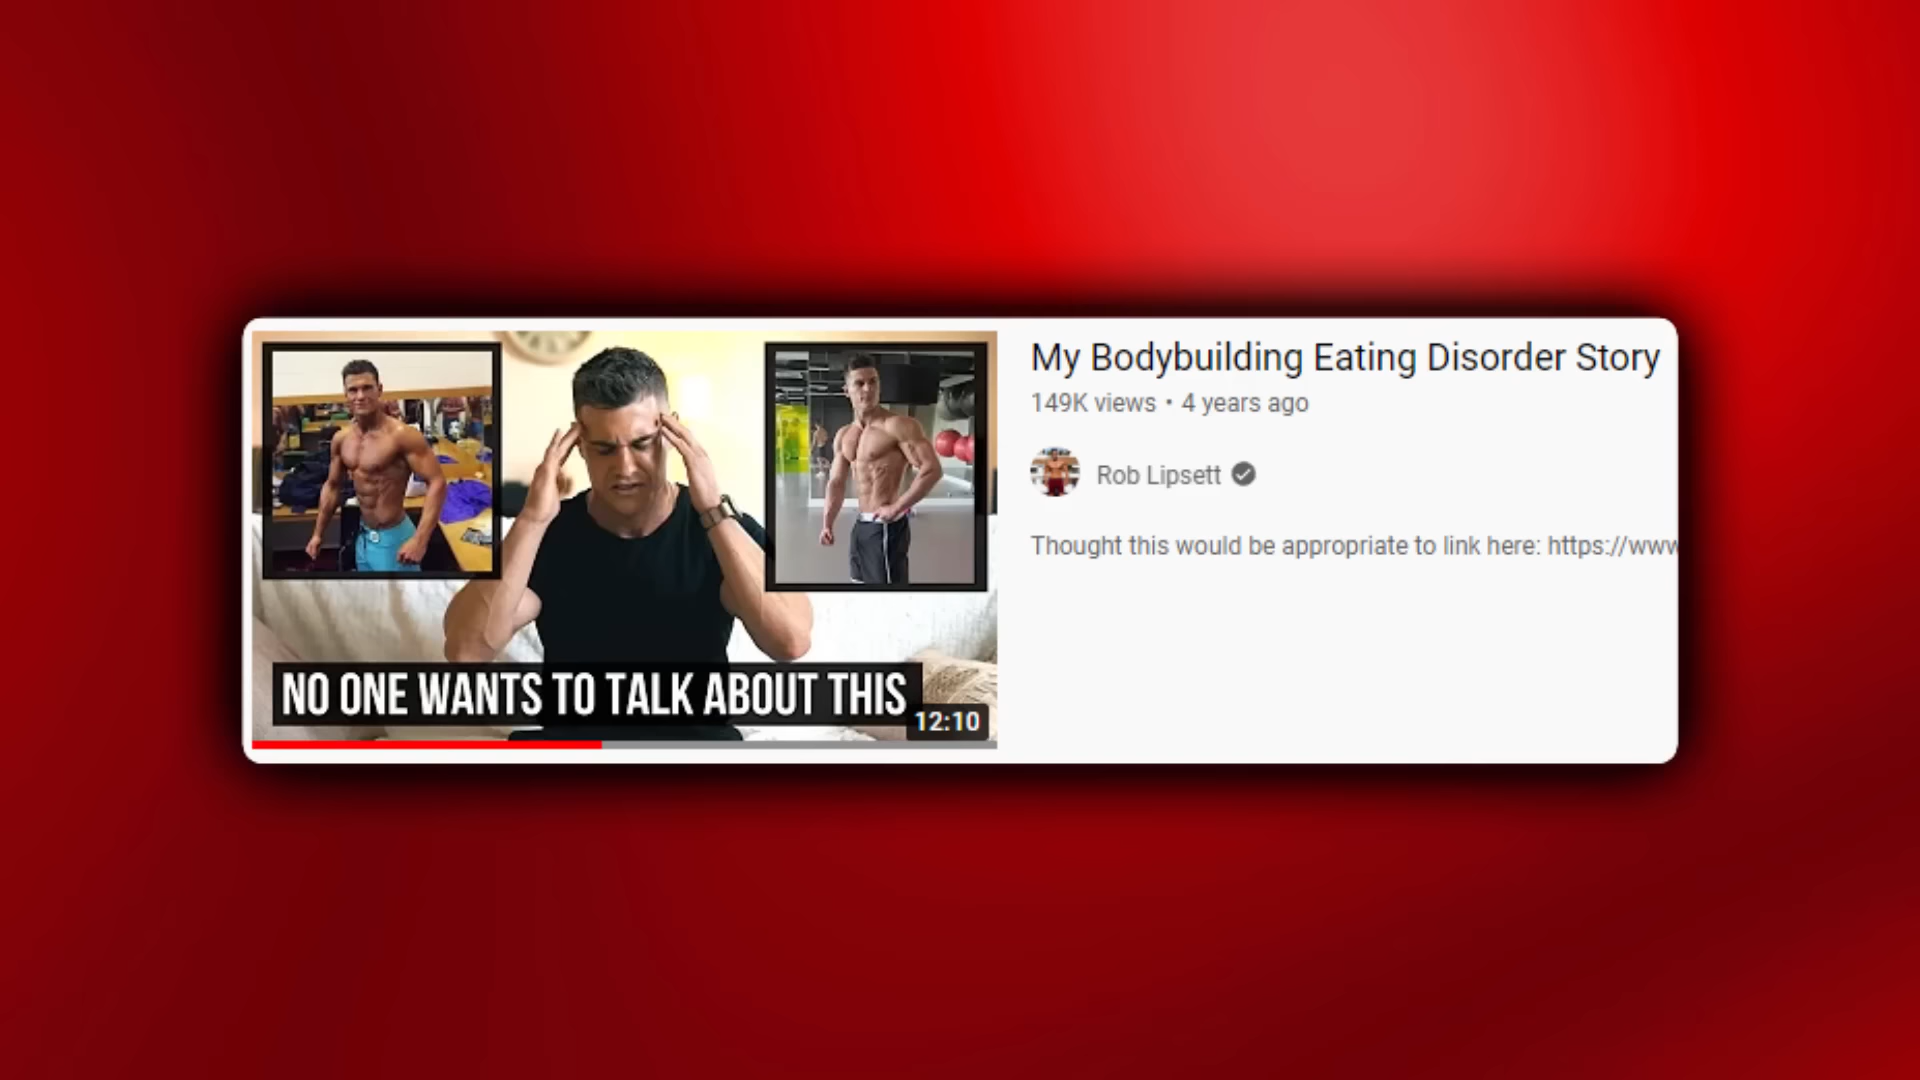 NO ONE WANTS TO TALK ABOUT THIS
12:10
My Bodybuilding Eating Disorder Story
149K views • 4 years ago
Rob Lipsett
Thought this would be appropriate to link here: https://www